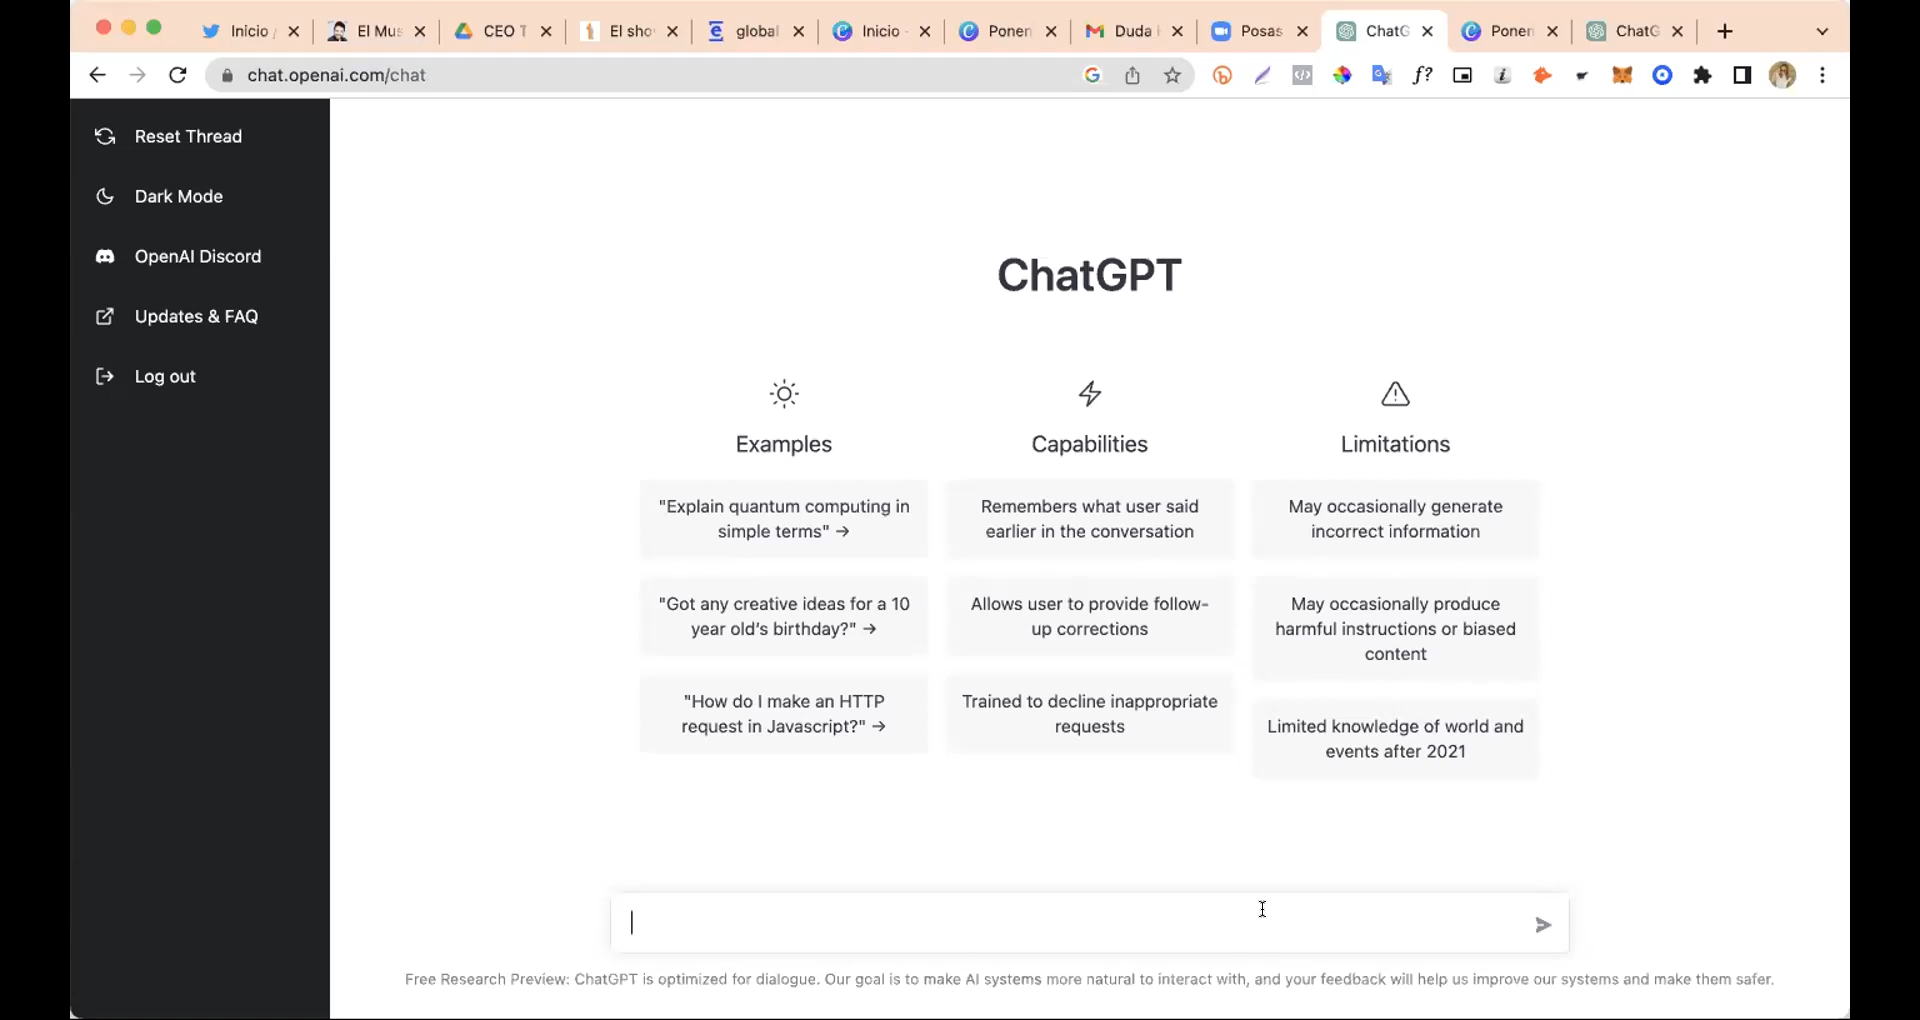 Inicio /
El Mus
CEO T
El sho
global
Inicio -
Ponen
Duda
Posas
ChatG
Ponen
ChatG
chat.openai.com/chat
Reset Thread
Dark Mode
OpenAI Discord
Updates & FAQ
Log out
ChatGPT
Examples
"Explain quantum computing in
simple terms" →
"Got any creative ideas for a 10
year old's birthday?" →
"How do I make an HTTP
request in Javascript?" →
Capabilities
Remembers what user said
earlier in the conversation
Allows user to provide follow-
up corrections
Trained to decline inappropriate
requests
Limitations
May occasionally generate
incorrect information
May occasionally produce
harmful instructions or biased
content
Limited knowledge of world and
events after 2021
Free Research Preview: ChatGPT is optimized for dialogue. Our goal is to make AI systems more natural to interact with, and your feedback will help us improve our systems and make them safer.